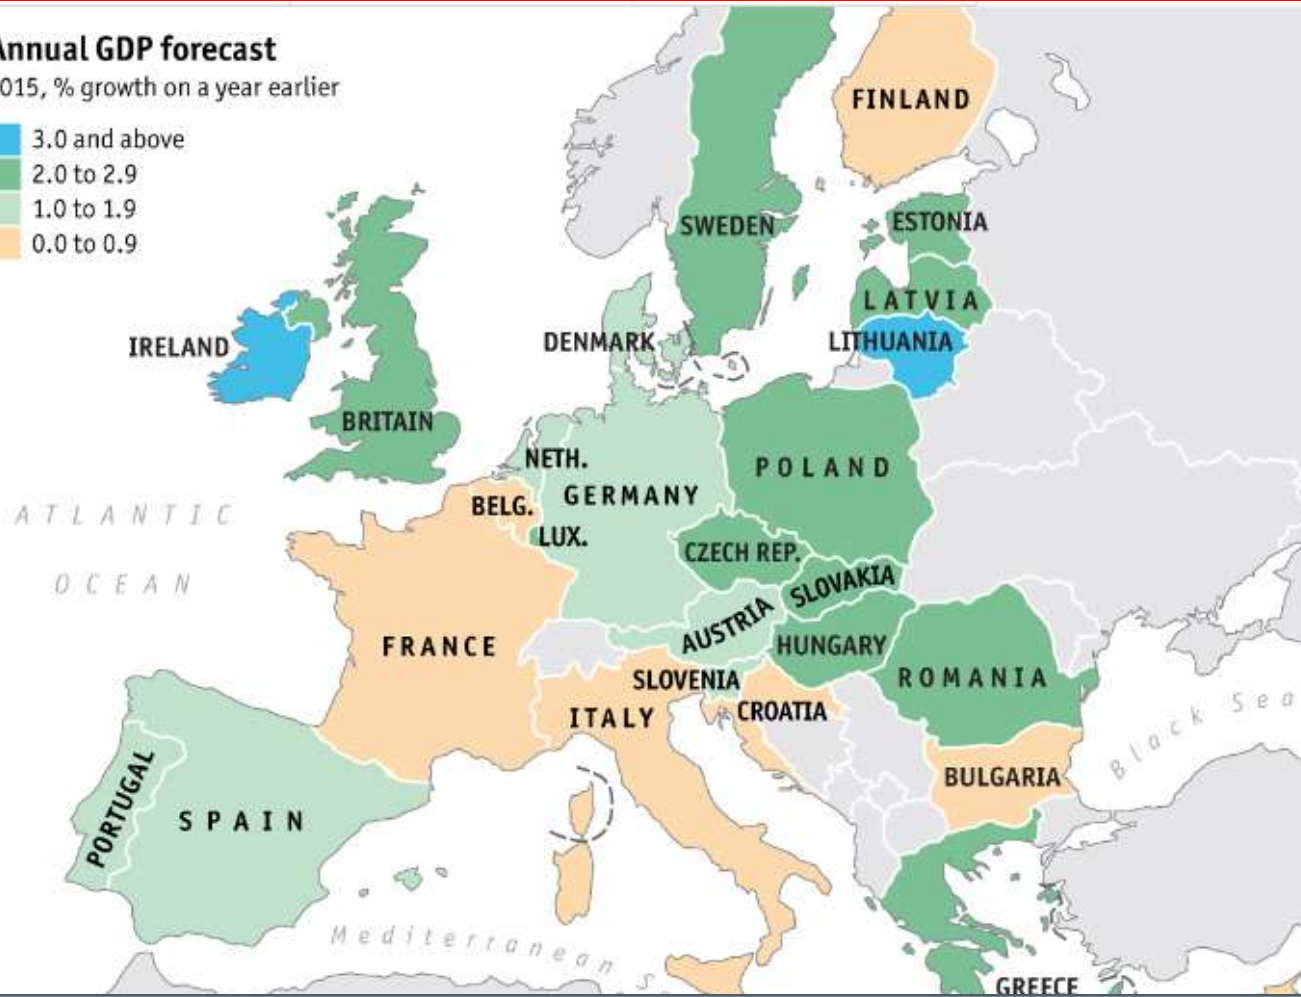 Annual GDP forecast
015, % growth on a year earlier
3.0 and above
2.0 to 2.9
1.0 to 1.9
0.0 to 0.9
FINLAND
SWEDEN
ESTONIA
LATVIA
LITHUANIA
DENMARK
IRELAND
BRITAIN
NETH.
POLAND
GERMANY
BELG.
LUX.
ATLANTIC
OCEAN
CZECH REP.
SLOVAKIA
AUSTRIA
HUNGARY
FRANCE
SLOVENIA
ROMANIA
ITALY
CROATIA
Black Sea
BULGARIA
PORTUGAL
SPAIN
Mediterranean S
GREECE